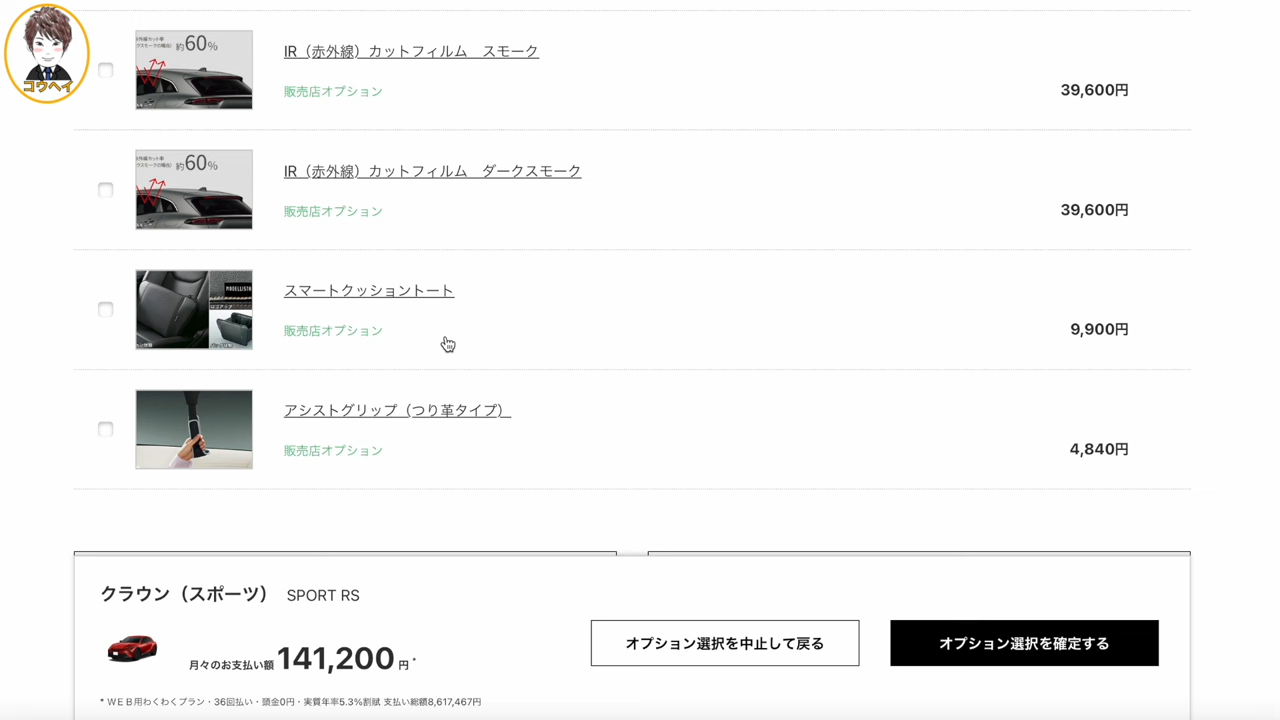 コウヘイ
約60%
IR（赤外線）カットフィルム　スモーク
販売店オプション
39,600円
約60%
IR（赤外線）カットフィルム　ダークスモーク
販売店オプション
39,600円
MODELLISTA
スマートクッショントート
販売店オプション
9,900円
アシストグリップ（つり革タイプ）
販売店オプション
4,840円
クラウン（スポーツ）　SPORT RS
月々のお支払い額 141,200 円 *
オプション選択を中止して戻る
オプション選択を確定する
* ＷＥＢ用わくわくプラン・36回払い・頭金0円・実質年率5.3%割賦 支払い総額8,617,467円